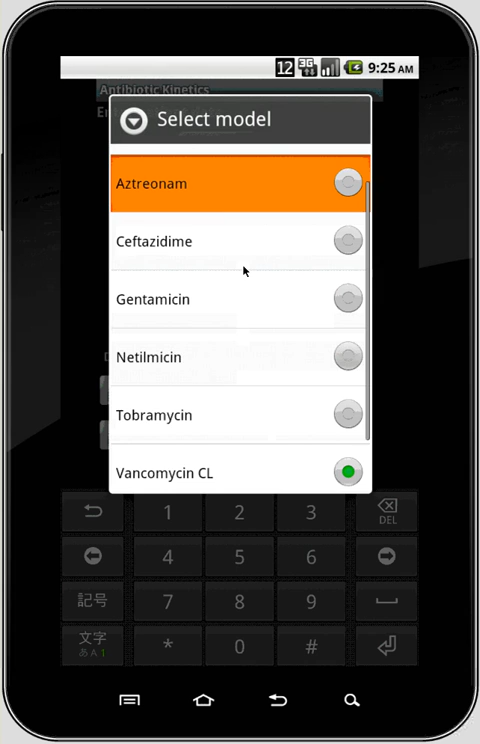 12 3G 9:25 AM
Antibiotic Kinetics
Select model
Aztreonam
Ceftazidime
Gentamicin
Netilmicin
Tobramycin
Vancomycin CL
1 2 3 DEL
4 5 6
記号 7 8 9
文字 * 0 #
あA1